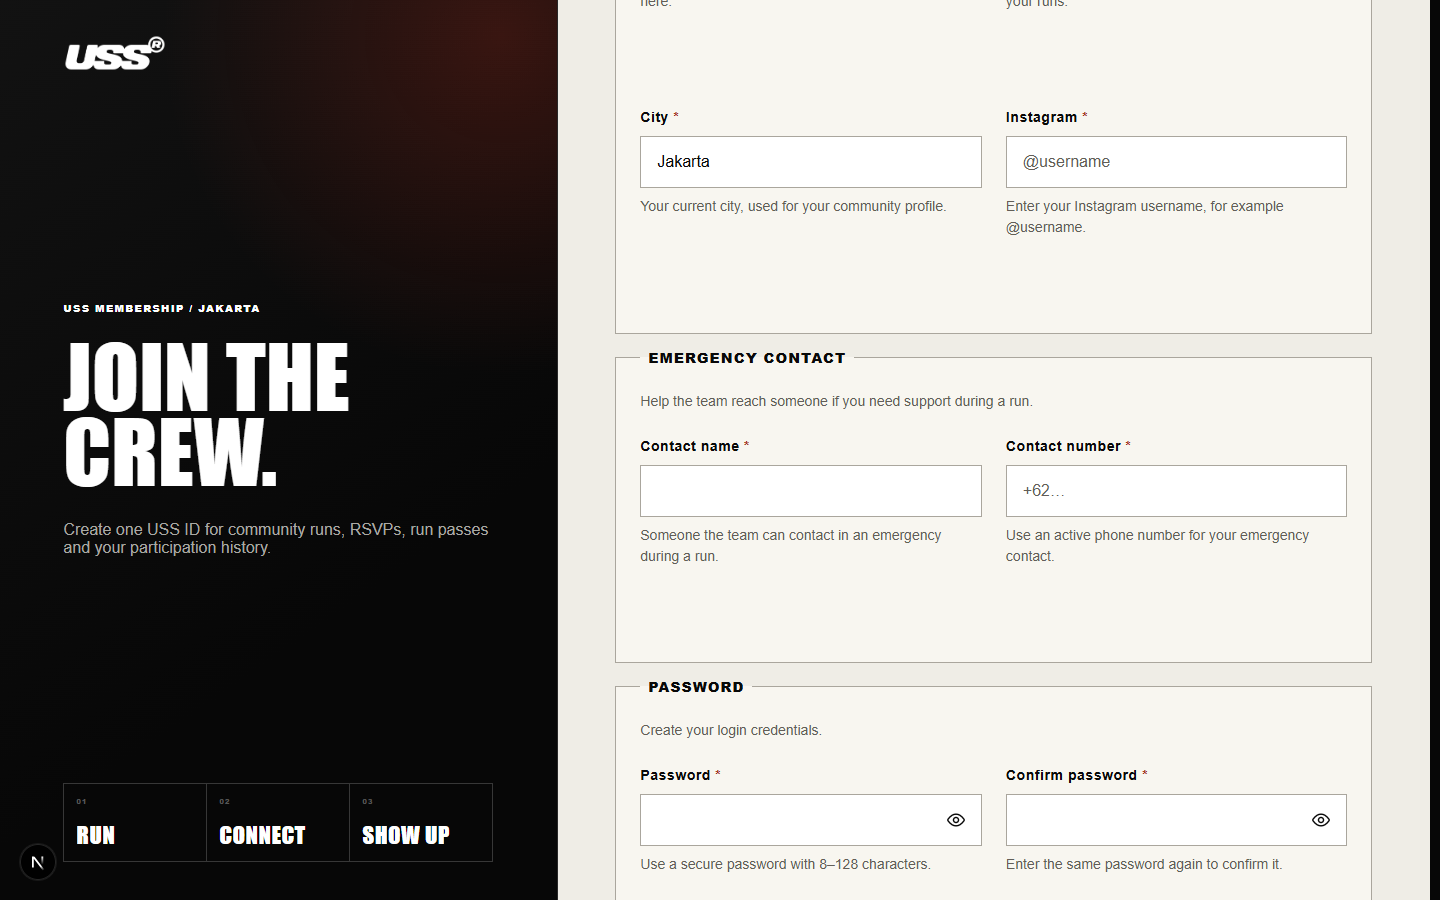 USS®
USS MEMBERSHIP / JAKARTA
JOIN THE
CREW.
Create one USS ID for community runs, RSVPs, run passes
and your participation history.
01
RUN
02
CONNECT
03
SHOW UP
N
here.
your runs.
City *
Jakarta
Your current city, used for your community profile.
Instagram *
@username
Enter your Instagram username, for example
@username.
EMERGENCY CONTACT
Help the team reach someone if you need support during a run.
Contact name *
Someone the team can contact in an emergency
during a run.
Contact number *
+62...
Use an active phone number for your emergency
contact.
PASSWORD
Create your login credentials.
Password *
Use a secure password with 8–128 characters.
Confirm password *
Enter the same password again to confirm it.